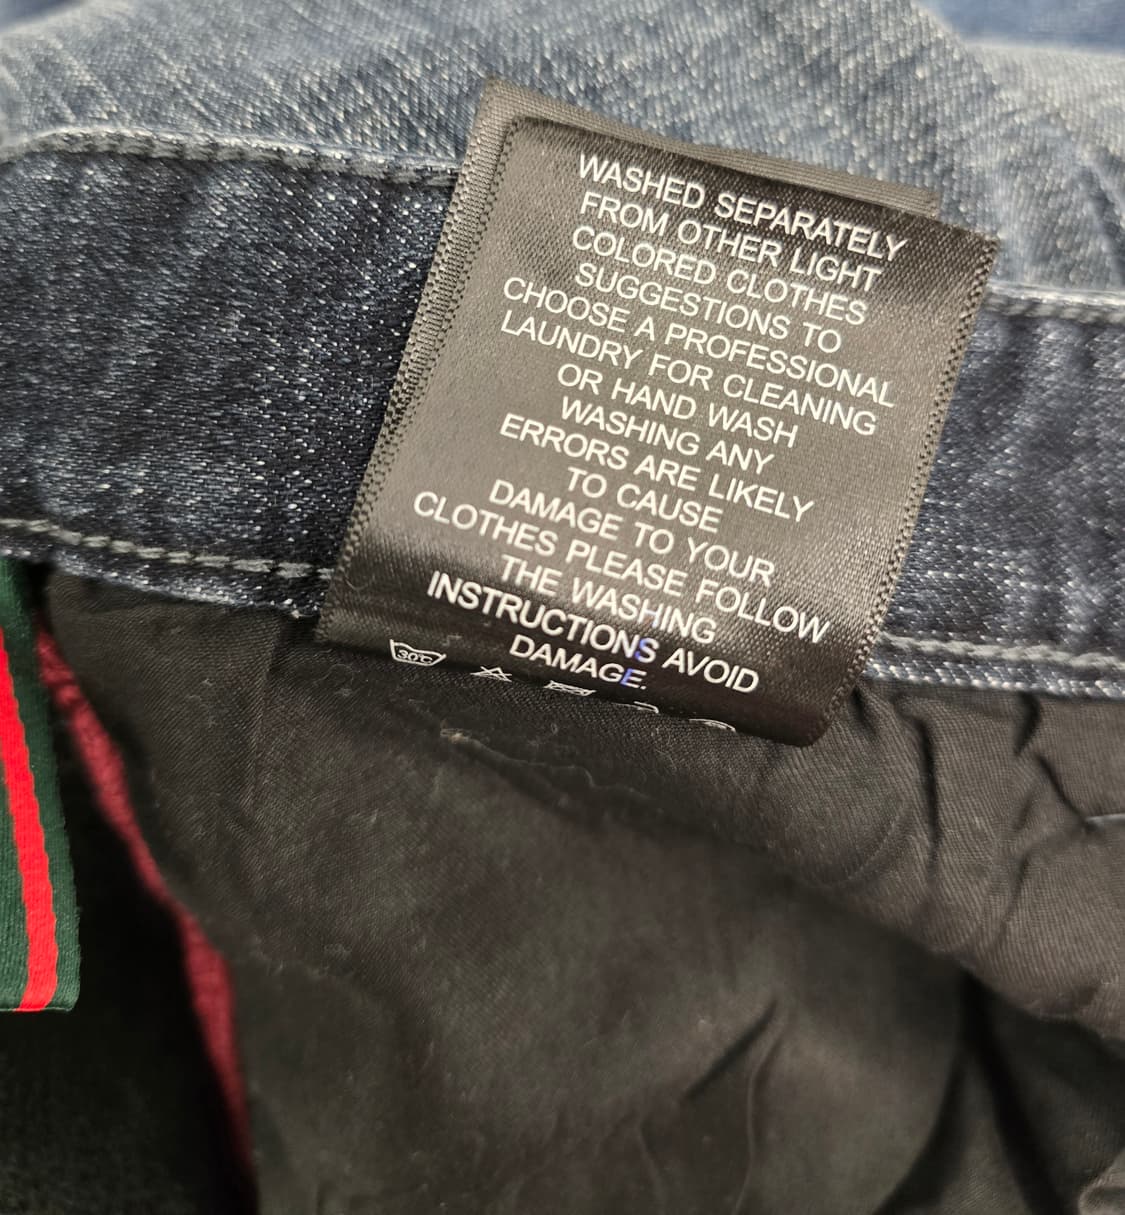 WASHED SEPARATELY
FROM OTHER LIGHT
COLORED CLOTHES
SUGGESTIONS TO
CHOOSE A PROFESSIONAL
LAUNDRY FOR CLEANING
OR HAND WASH
WASHING ANY
ERRORS ARE LIKELY
TO CAUSE
DAMAGE TO YOUR
CLOTHES PLEASE FOLLOW
THE WASHING
INSTRUCTIONS AVOID
DAMAGE.
30°C